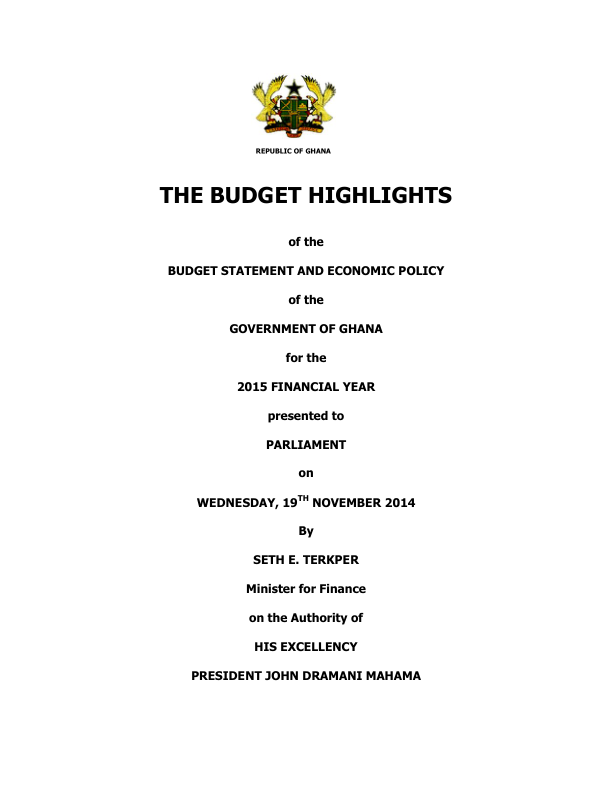 REPUBLIC OF GHANA
THE BUDGET HIGHLIGHTS
of the
BUDGET STATEMENT AND ECONOMIC POLICY
of the
GOVERNMENT OF GHANA
for the
2015 FINANCIAL YEAR
presented to
PARLIAMENT
on
WEDNESDAY, 19TH NOVEMBER 2014
By
SETH E. TERKPER
Minister for Finance
on the Authority of
HIS EXCELLENCY
PRESIDENT JOHN DRAMANI MAHAMA